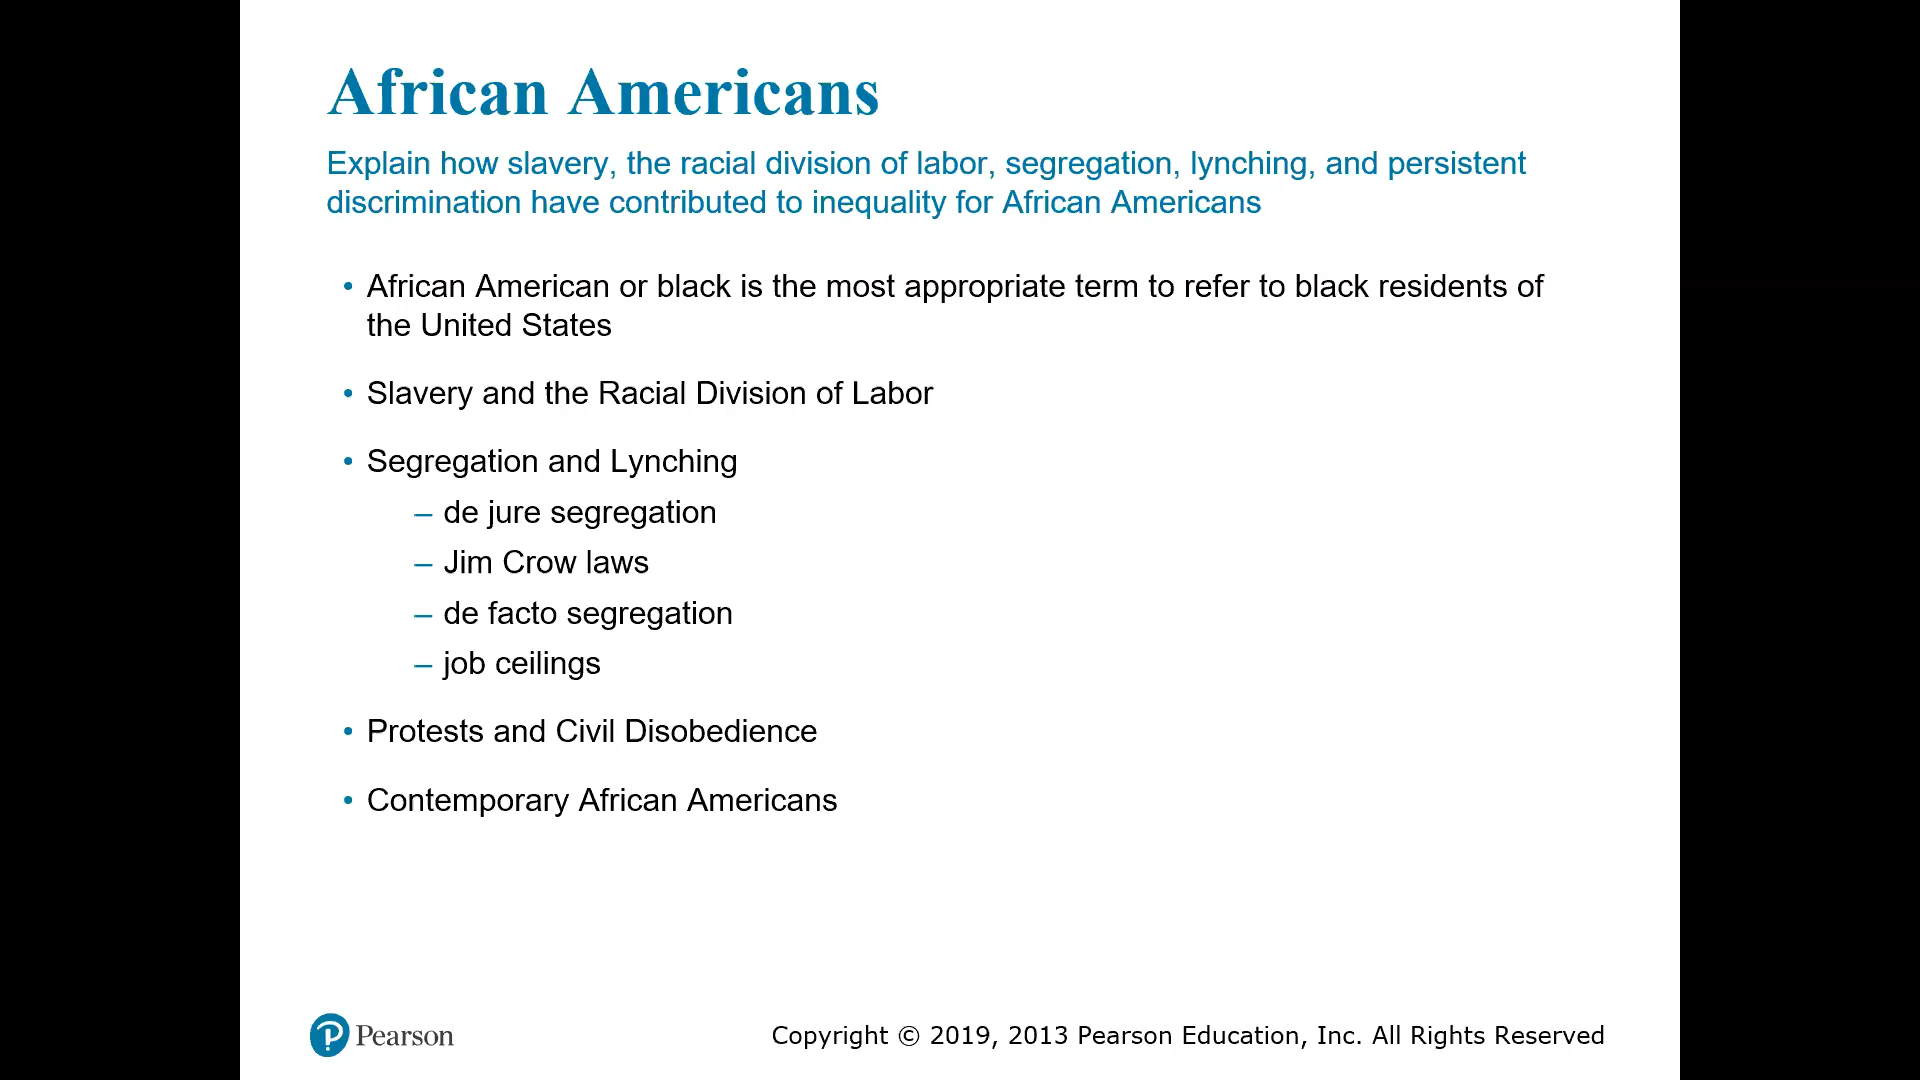 African Americans
Explain how slavery, the racial division of labor, segregation, lynching, and persistent
discrimination have contributed to inequality for African Americans
• African American or black is the most appropriate term to refer to black residents of
the United States
• Slavery and the Racial Division of Labor
• Segregation and Lynching
– de jure segregation
– Jim Crow laws
– de facto segregation
– job ceilings
• Protests and Civil Disobedience
• Contemporary African Americans
Pearson
Copyright © 2019, 2013 Pearson Education, Inc. All Rights Reserved